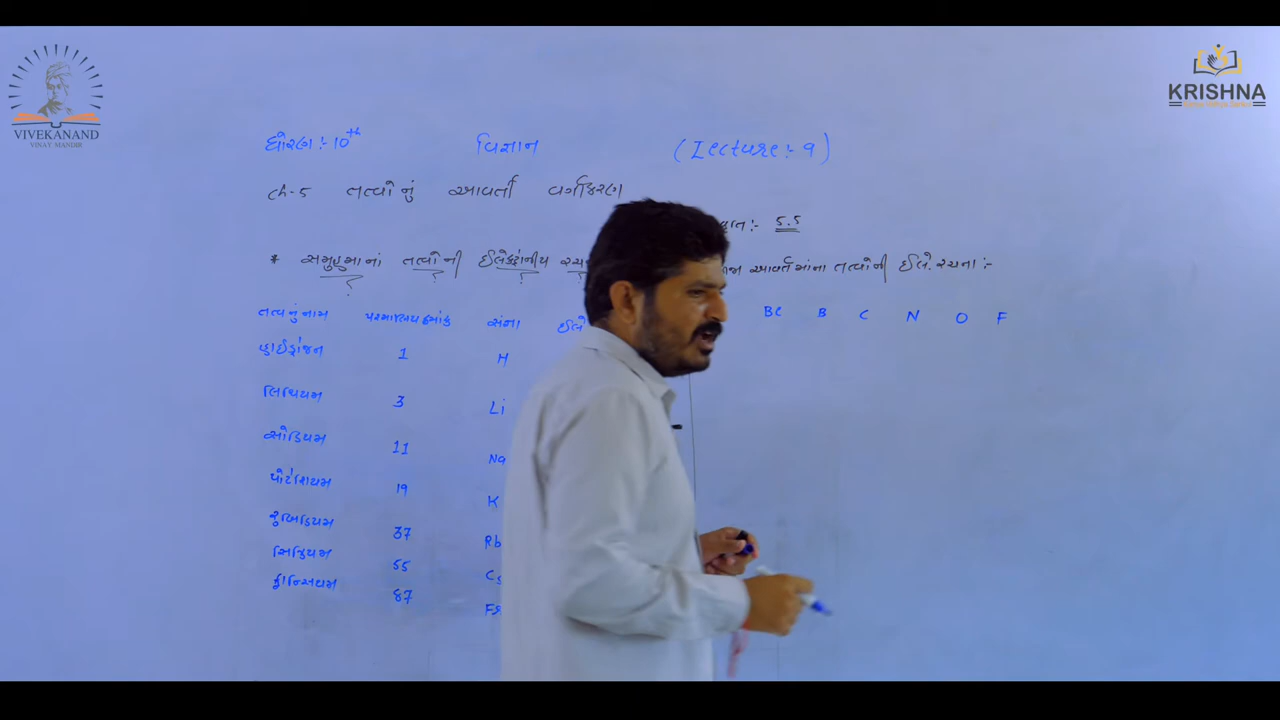 VIVEKANAND
VINAY MANDIR
KRISHNA
ધોરણ :- 10th વિજ્ઞાન (Lecture :- 9)
ch-5 તત્વોનું આવર્તી વર્ગીકરણ
:- 5.5
* સમુહમાનાં તત્વોની ઈલેક્ટ્રોનીય આવર્તમાંના તત્વોની ઈલે. રચના :-
તત્વનું નામ પરમાણ્વિય ક્રમાંક સંજ્ઞા ઈલે
Be B C N O F
હાઈડ્રોજન 1 H
લિથિયમ 3 Li
સોડિયમ 11 Na
પોટેશિયમ 19 K
રુબિડિયમ 37 Rb
સિઝિયમ 55 Cs
ફ્રાન્સિયમ 87 Fr